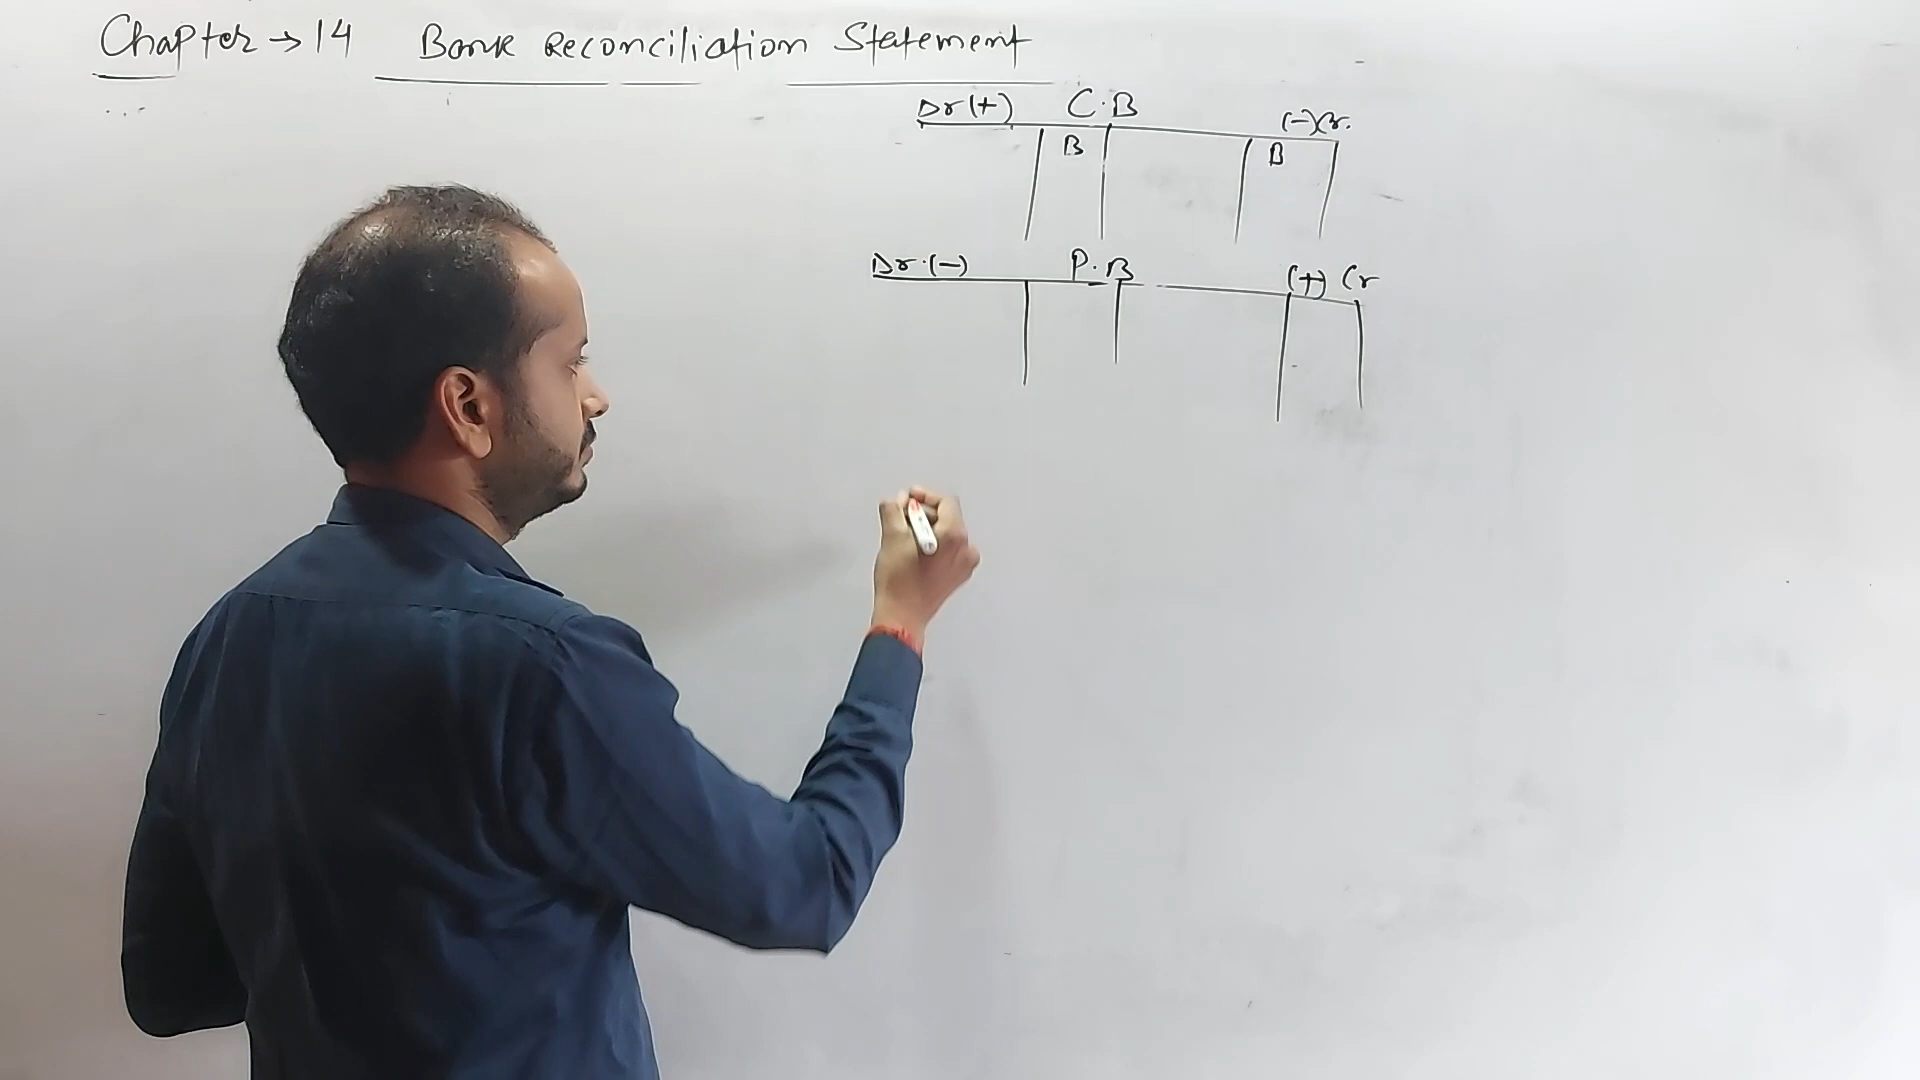 Chapter → 14 Bank Reconciliation Statement
Dr (+) C.B (-) Cr.
B B
Dr. (-) P.B (+) Cr